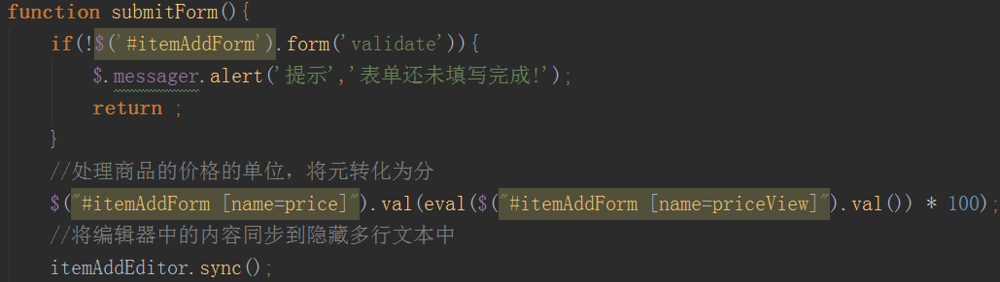 function submitForm(){
if(!$('#itemAddForm').form('validate')){
$.messager.alert('提示','表单还未填写完成!');
return ;
}
//处理商品的价格的单位，将元转化为分
$("#itemAddForm [name=price]").val(eval($("#itemAddForm [name=priceView]").val()) * 100);
//将编辑器中的内容同步到隐藏多行文本中
itemAddEditor.sync();